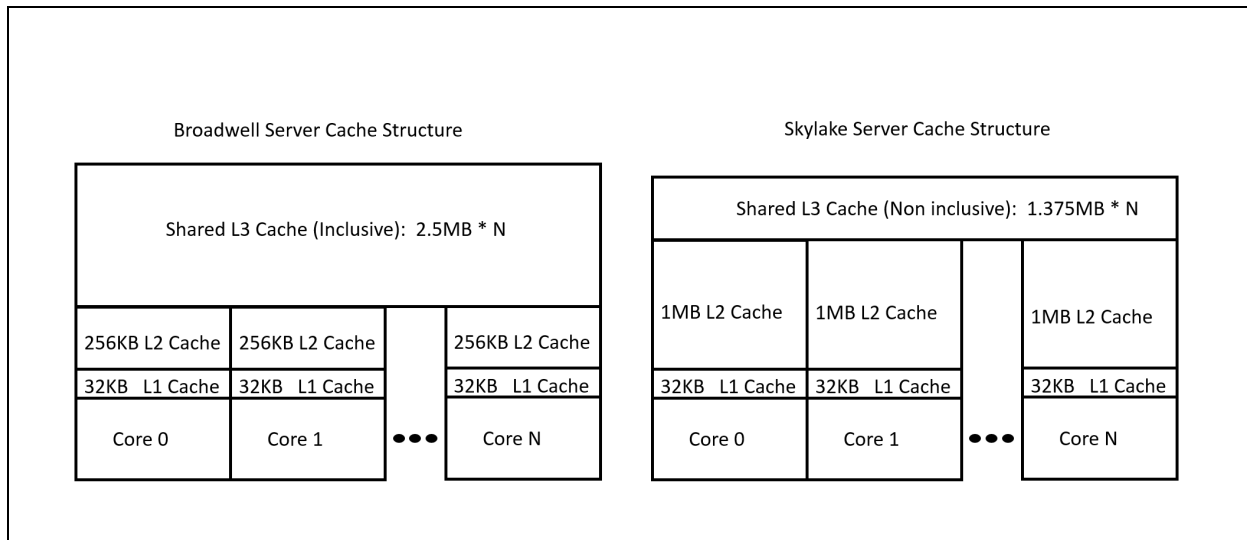 Broadwell Server Cache Structure
Shared L3 Cache (Inclusive): 2.5MB * N
256KB L2 Cache
256KB L2 Cache
256KB L2 Cache
32KB L1 Cache
32KB L1 Cache
32KB L1 Cache
Core 0
Core 1
Core N
Skylake Server Cache Structure
Shared L3 Cache (Non inclusive): 1.375MB * N
1MB L2 Cache
1MB L2 Cache
1MB L2 Cache
32KB L1 Cache
32KB L1 Cache
32KB L1 Cache
Core 0
Core 1
Core N